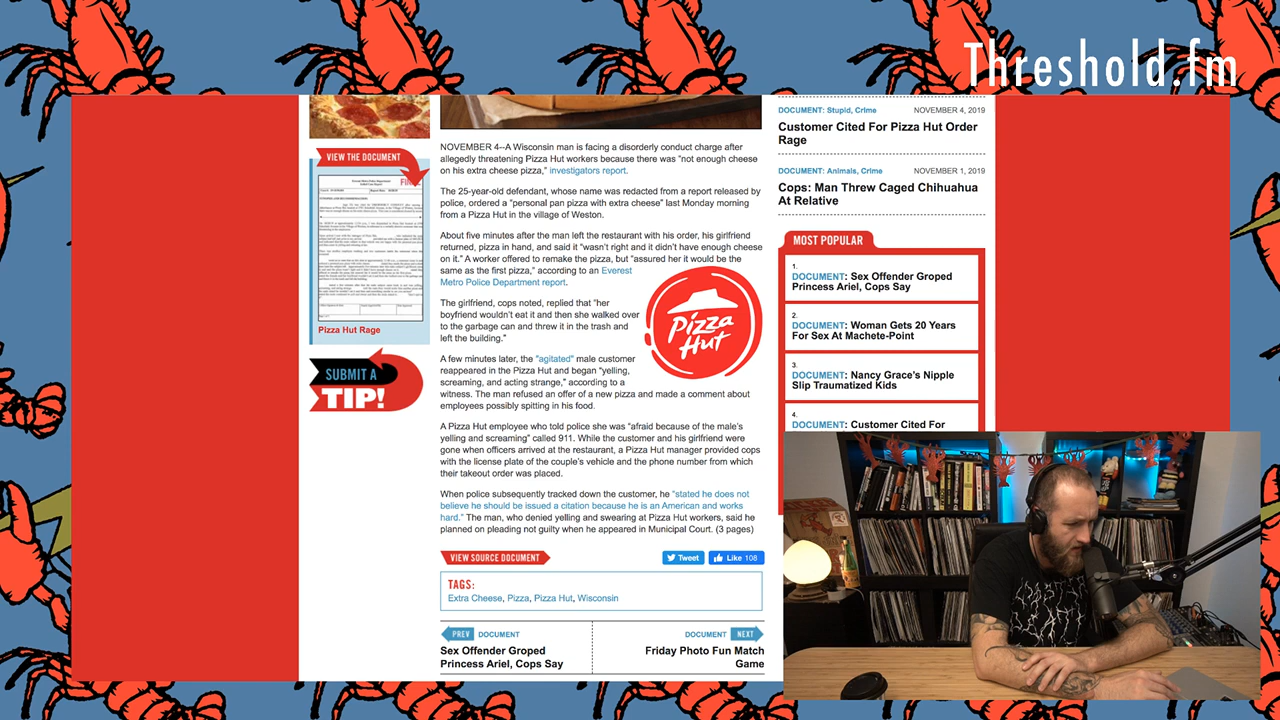 Threshold.fm
VIEW THE DOCUMENT
Pizza Hut Rage
SUBMIT A
TIP!
NOVEMBER 4--A Wisconsin man is facing a disorderly conduct charge after
allegedly threatening Pizza Hut workers because there was "not enough cheese
on his extra cheese pizza," investigators report.
The 25-year-old defendant, whose name was redacted from a report released by
police, ordered a "personal pan pizza with extra cheese" last Monday morning
from a Pizza Hut in the village of Weston.
About five minutes after the man left the restaurant with his order, his girlfriend
returned, pizza in hand, and said it "wasn't right and it didn't have enough cheese
on it." A worker offered to remake the pizza, but "assured her it would be the
same as the first pizza," according to an Everest
Metro Police Department report.
The girlfriend, cops noted, replied that "her
boyfriend wouldn't eat it and then she walked over
to the garbage can and threw it in the trash and
left the building."
Pizza
Hut
A few minutes later, the "agitated" male customer
reappeared in the Pizza Hut and began "yelling,
screaming, and acting strange," according to a
witness. The man refused an offer of a new pizza and made a comment about
employees possibly spitting in his food.
A Pizza Hut employee who told police she was "afraid because of the male's
yelling and screaming" called 911. While the customer and his girlfriend were
gone when officers arrived at the restaurant, a Pizza Hut manager provided cops
with the license plate of the couple's vehicle and the phone number from which
their takeout order was placed.
When police subsequently tracked down the customer, he "stated he does not
believe he should be issued a citation because he is an American and works
hard." The man, who denied yelling and swearing at Pizza Hut workers, said he
planned on pleading not guilty when he appeared in Municipal Court. (3 pages)
VIEW SOURCE DOCUMENT
Tweet
Like 108
TAGS:
Extra Cheese, Pizza, Pizza Hut, Wisconsin
PREV DOCUMENT
Sex Offender Groped
Princess Ariel, Cops Say
DOCUMENT NEXT
Friday Photo Fun Match
Game
DOCUMENT: Stupid, Crime NOVEMBER 4, 2019
Customer Cited For Pizza Hut Order
Rage
DOCUMENT: Animals, Crime NOVEMBER 1, 2019
Cops: Man Threw Caged Chihuahua
At Relative
MOST POPULAR
1.
DOCUMENT: Sex Offender Groped
Princess Ariel, Cops Say
2.
DOCUMENT: Woman Gets 20 Years
For Sex At Machete-Point
3.
DOCUMENT: Nancy Grace's Nipple
Slip Traumatized Kids
4.
DOCUMENT: Customer Cited For